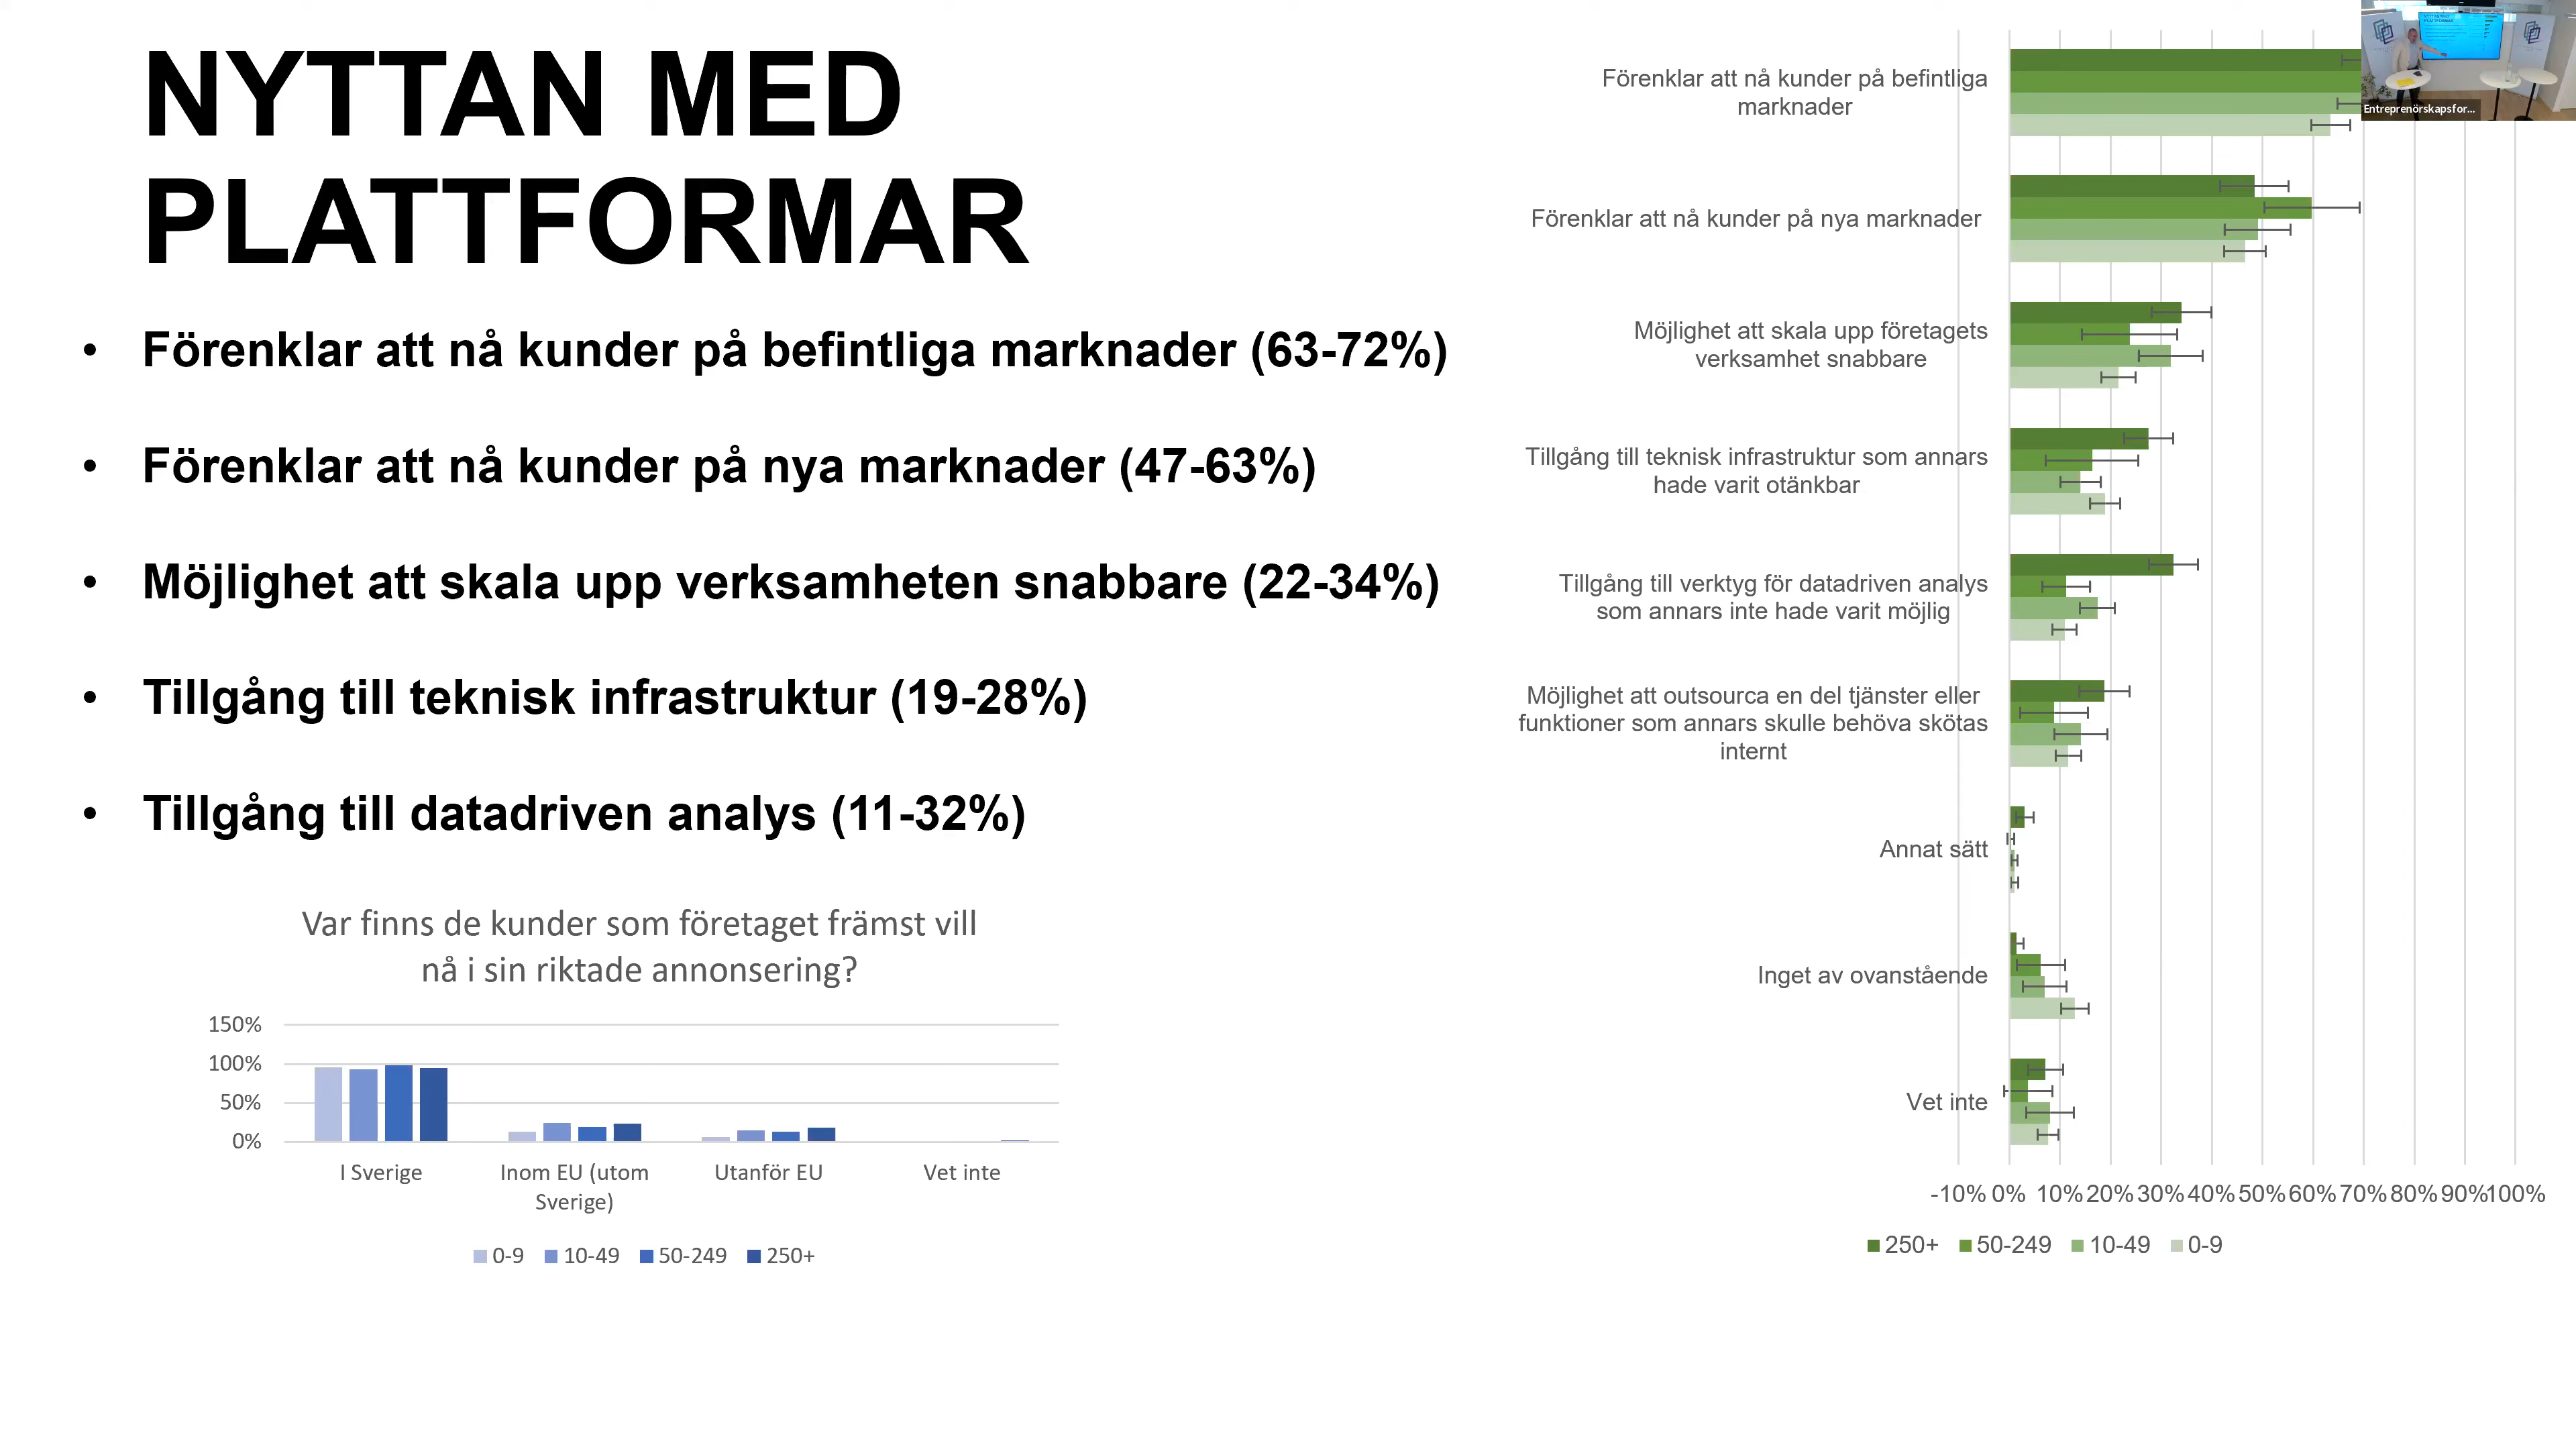 NYTTAN MED
PLATTFORMAR
• Förenklar att nå kunder på befintliga marknader (63-72%)
• Förenklar att nå kunder på nya marknader (47-63%)
• Möjlighet att skala upp verksamheten snabbare (22-34%)
• Tillgång till teknisk infrastruktur (19-28%)
• Tillgång till datadriven analys (11-32%)
Var finns de kunder som företaget främst vill
nå i sin riktade annonsering?
150%
100%
50%
0%
I Sverige
Inom EU (utom
Sverige)
Utanför EU
Vet inte
0-9 10-49 50-249 250+
Förenklar att nå kunder på befintliga
marknader
Förenklar att nå kunder på nya marknader
Möjlighet att skala upp företagets
verksamhet snabbare
Tillgång till teknisk infrastruktur som annars
hade varit otänkbar
Tillgång till verktyg för datadriven analys
som annars inte hade varit möjlig
Möjlighet att outsourca en del tjänster eller
funktioner som annars skulle behöva skötas
internt
Annat sätt
Inget av ovanstående
Vet inte
-10% 0% 10% 20% 30% 40% 50% 60% 70% 80% 90% 100%
250+ 50-249 10-49 0-9
Entreprenörskapsfor...